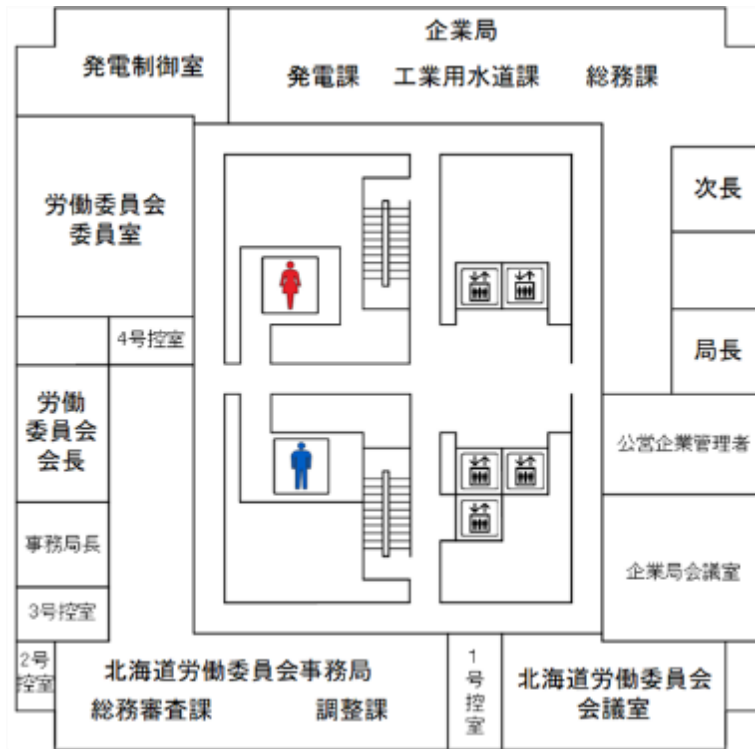 企業局
発電制御室
発電課 工業用水道課 総務課
労働委員会
委員室
次長
4号控室
局長
労働
委員会
会長
公営企業管理者
事務局長
企業局会議室
3号控室
2号
控室
北海道労働委員会事務局
総務審査課 調整課
1
号
控
室
北海道労働委員会
会議室